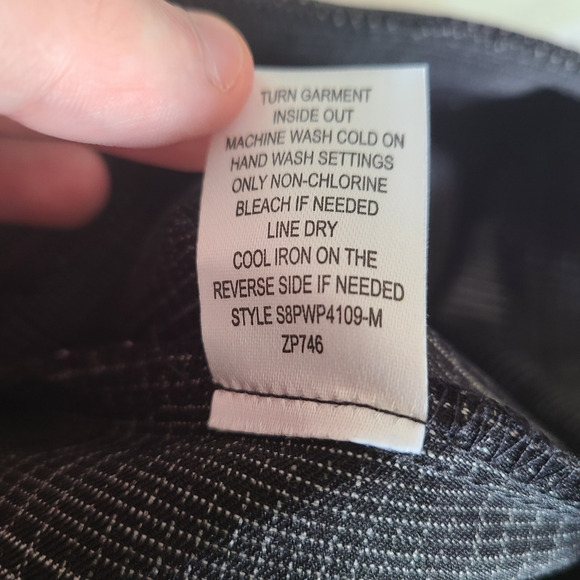 TURN GARMENT
INSIDE OUT
MACHINE WASH COLD ON
HAND WASH SETTINGS
ONLY NON-CHLORINE
BLEACH IF NEEDED
LINE DRY
COOL IRON ON THE
REVERSE SIDE IF NEEDED
STYLE S8PWP4109-M
ZP746